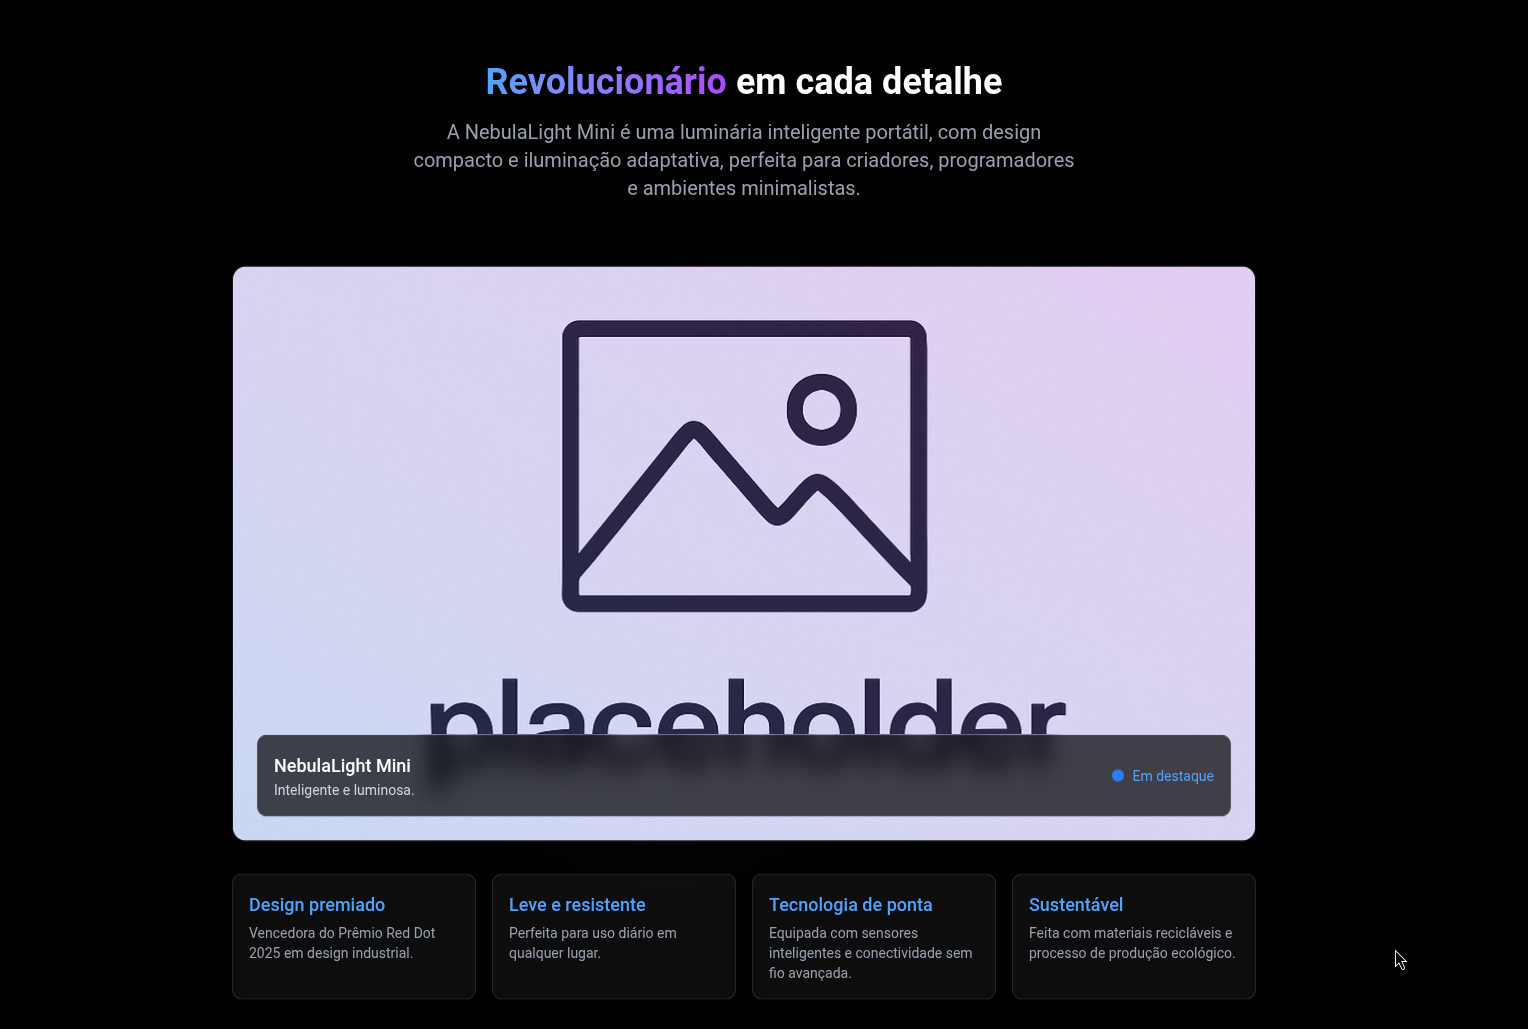 Revolucionário em cada detalhe
A NebulaLight Mini é uma luminária inteligente portátil, com design
compacto e iluminação adaptativa, perfeita para criadores, programadores
e ambientes minimalistas.
placeholder
NebulaLight Mini
Inteligente e luminosa.
Em destaque
Design premiado
Vencedora do Prêmio Red Dot
2025 em design industrial.
Leve e resistente
Perfeita para uso diário em
qualquer lugar.
Tecnologia de ponta
Equipada com sensores
inteligentes e conectividade sem
fio avançada.
Sustentável
Feita com materiais recicláveis e
processo de produção ecológico.